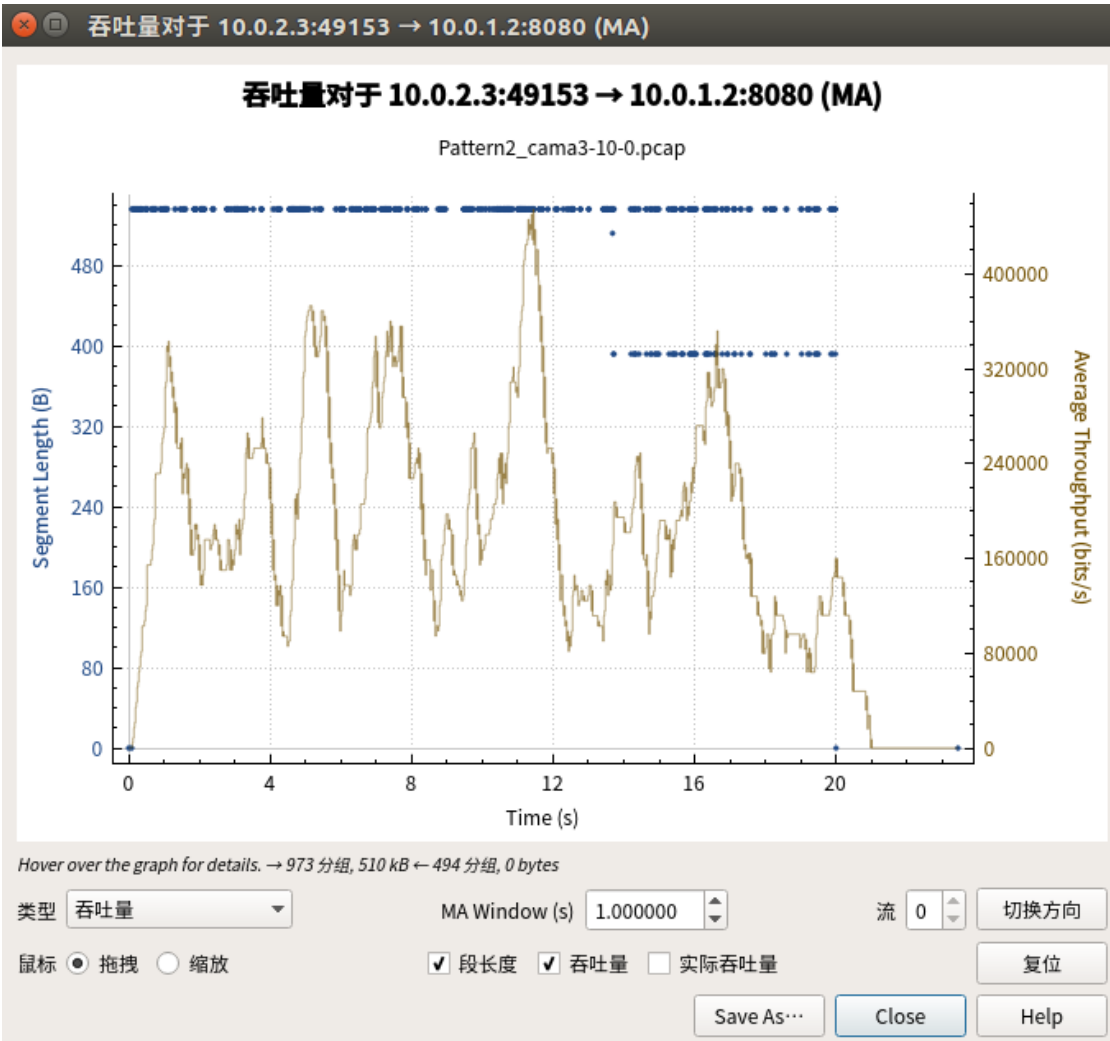 吞吐量对于 10.0.2.3:49153 → 10.0.1.2:8080 (MA)
吞吐量对于 10.0.2.3:49153 → 10.0.1.2:8080 (MA)
Pattern2_cama3-10-0.pcap
Segment Length (B)
480
400
320
240
160
80
0
400000
320000
240000
160000
80000
0
Average Throughput (bits/s)
0 4 8 12 16 20
Time (s)
Hover over the graph for details. → 973 分组, 510 kB ← 494 分组, 0 bytes
类型 吞吐量 MA Window (s) 1.000000 流 0 切换方向
鼠标 拖拽 缩放 段长度 吞吐量 实际吞吐量 复位
Save As… Close Help